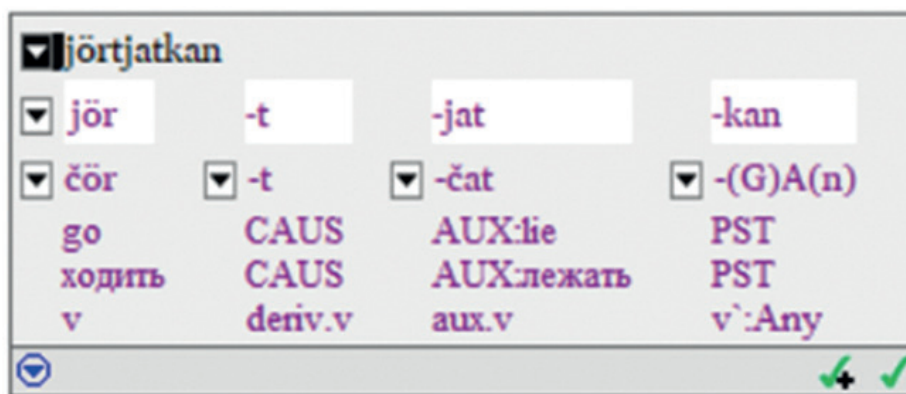 jörtjatkan
jör -t -jat -kan
čör -t -čat -(G)A(n)
go CAUS AUX:lie PST
ходить CAUS AUX:лежать PST
v deriv.v aux.v v`:Any